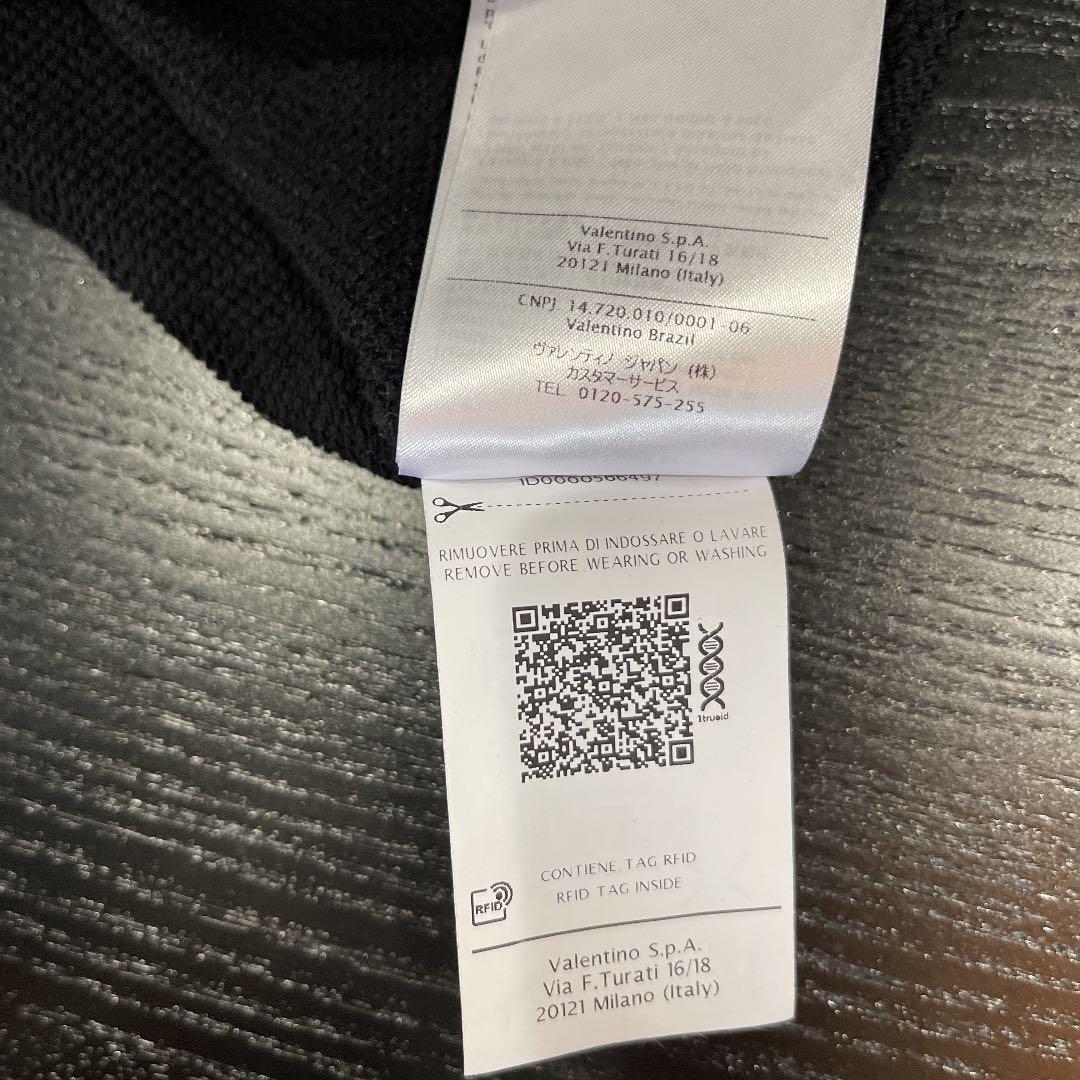 Valentino S.p.A.
Via F.Turati 16/18
20121 Milano (Italy)
CNPJ 14.720.010/0001-06
Valentino Brazil
ヴァレンティノ ジャパン (株)
カスタマーサービス
TEL 0120-575-255
RIMUOVERE PRIMA DI INDOSSARE O LAVARE
REMOVE BEFORE WEARING OR WASHING
1trueid
CONTIENE TAG RFID
RFID TAG INSIDE
RFID
Valentino S.p.A.
Via F.Turati 16/18
20121 Milano (Italy)